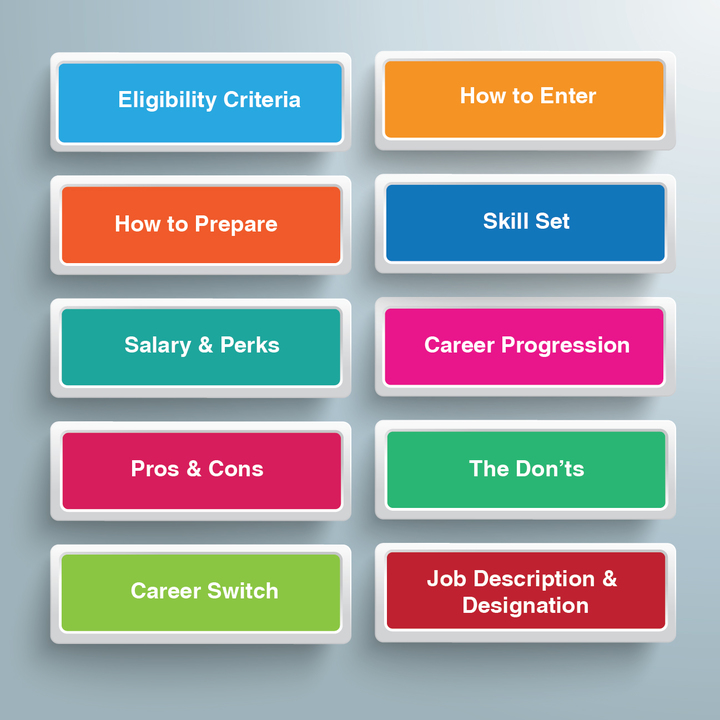 Eligibility Criteria
How to Enter
How to Prepare
Skill Set
Salary & Perks
Career Progression
Pros & Cons
The Don’ts
Career Switch
Job Description &
Designation